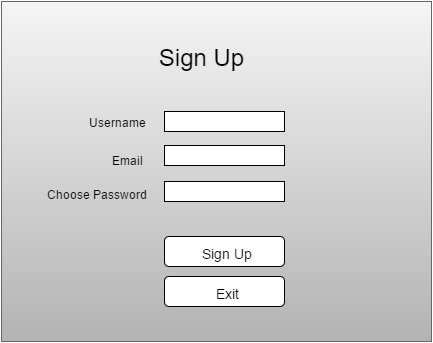 Sign Up
Username
Email
Choose Password
Sign Up
Exit